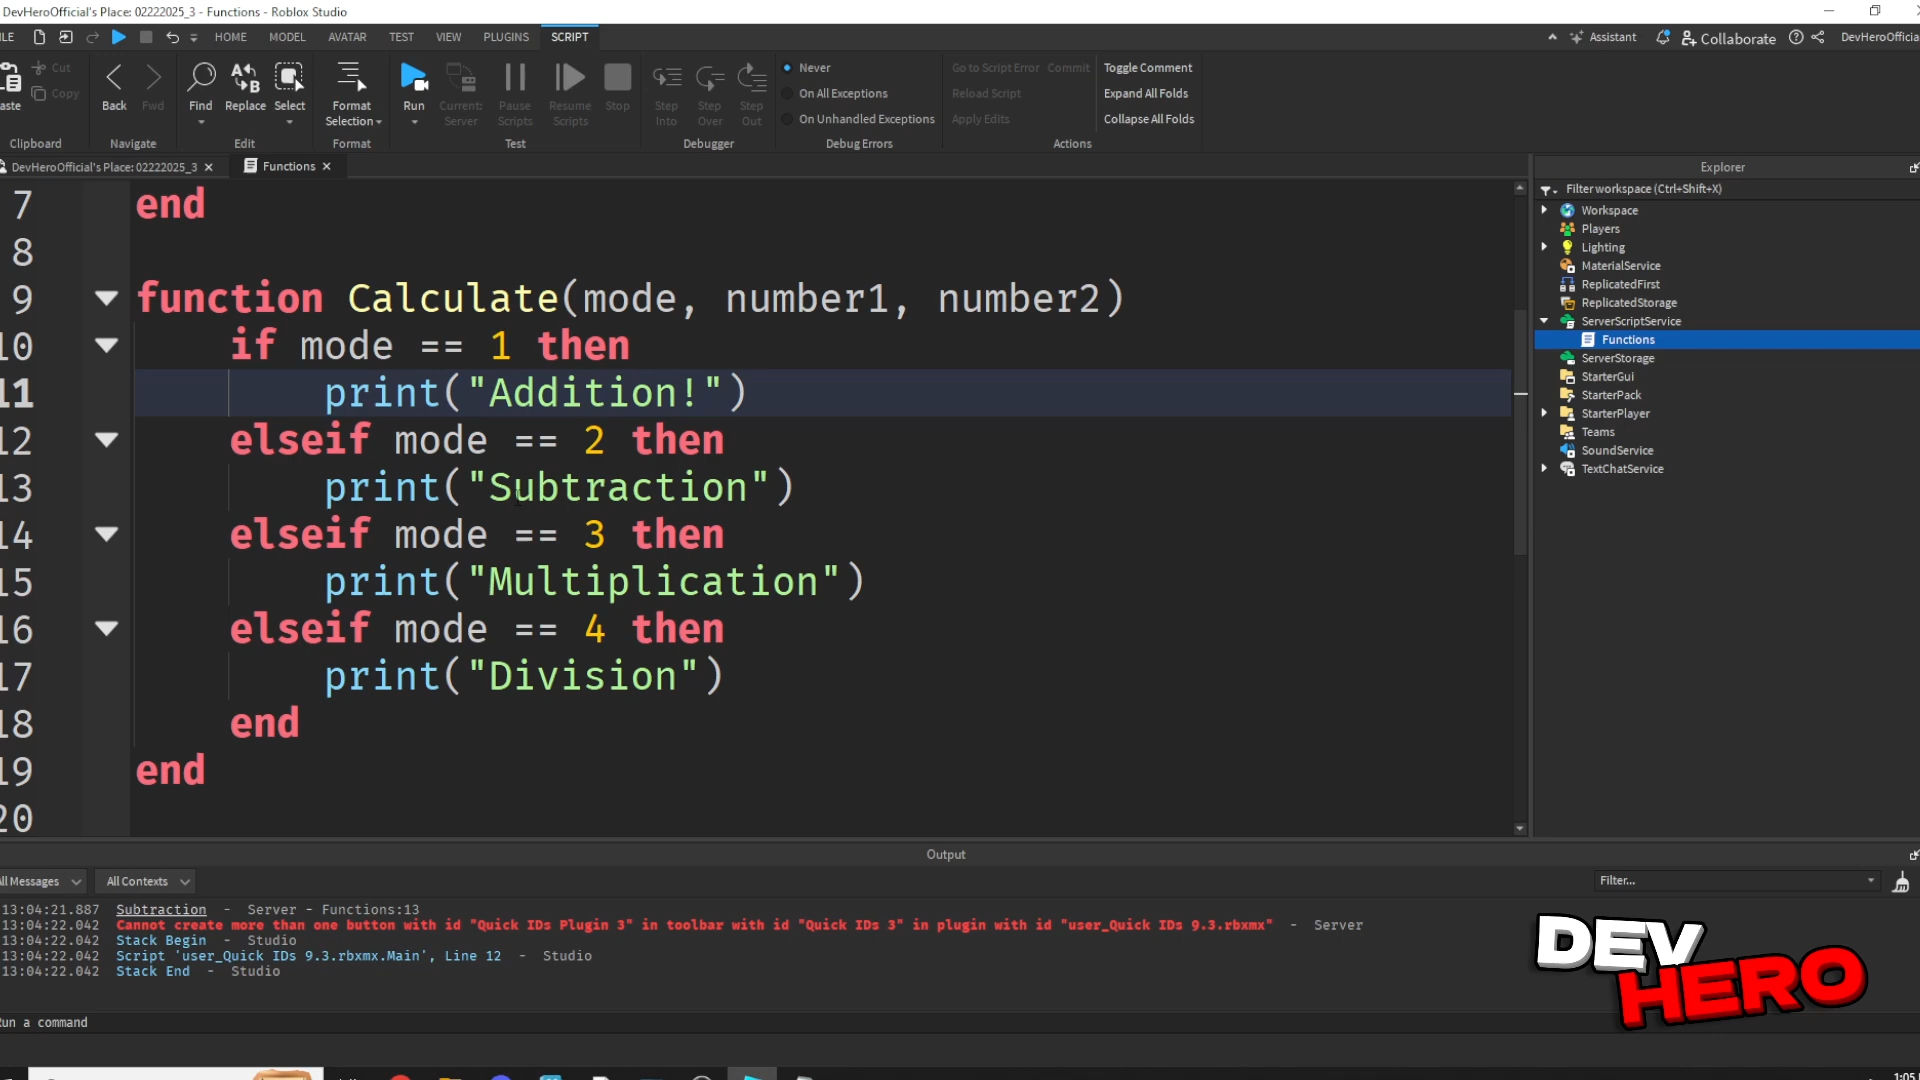 DevHeroOfficial's Place: 02222025_3 - Functions - Roblox Studio
HOME MODEL AVATAR TEST VIEW PLUGINS SCRIPT
Assistant Collaborate
Cut
Copy
Clipboard
Back Fwd
Navigate
Find Replace Select
Edit
Format
Selection
Format
Run Current:
Server Pause
Scripts Resume
Scripts Stop
Test
Step
Into Step
Over Step
Out
Debugger
Never
On All Exceptions
On Unhandled Exceptions
Debug Errors
Go to Script Error Commit
Reload Script
Apply Edits
Toggle Comment
Expand All Folds
Collapse All Folds
Actions
DevHeroOfficial's Place: 02222025_3 Functions
7 end
8
9 function Calculate(mode, number1, number2)
10 if mode == 1 then
11 print("Addition!")
12 elseif mode == 2 then
13 print("Subtraction")
14 elseif mode == 3 then
15 print("Multiplication")
16 elseif mode == 4 then
17 print("Division")
18 end
19 end
20
Explorer
Filter workspace (Ctrl+Shift+X)
Workspace
Players
Lighting
MaterialService
ReplicatedFirst
ReplicatedStorage
ServerScriptService
Functions
ServerStorage
StarterGui
StarterPack
StarterPlayer
Teams
SoundService
TextChatService
Output
All Messages All Contexts Filter...
13:04:21.887 Subtraction - Server - Functions:13
13:04:22.042 Cannot create more than one button with id "Quick IDs Plugin 3" in toolbar with id "Quick IDs 3" in plugin with id "user_Quick IDs 9.3.rbxmx" - Server
13:04:22.042 Stack Begin - Studio
13:04:22.042 Script 'user_Quick IDs 9.3.rbxmx.Main', Line 12 - Studio
13:04:22.042 Stack End - Studio
Run a command
DEV
HERO